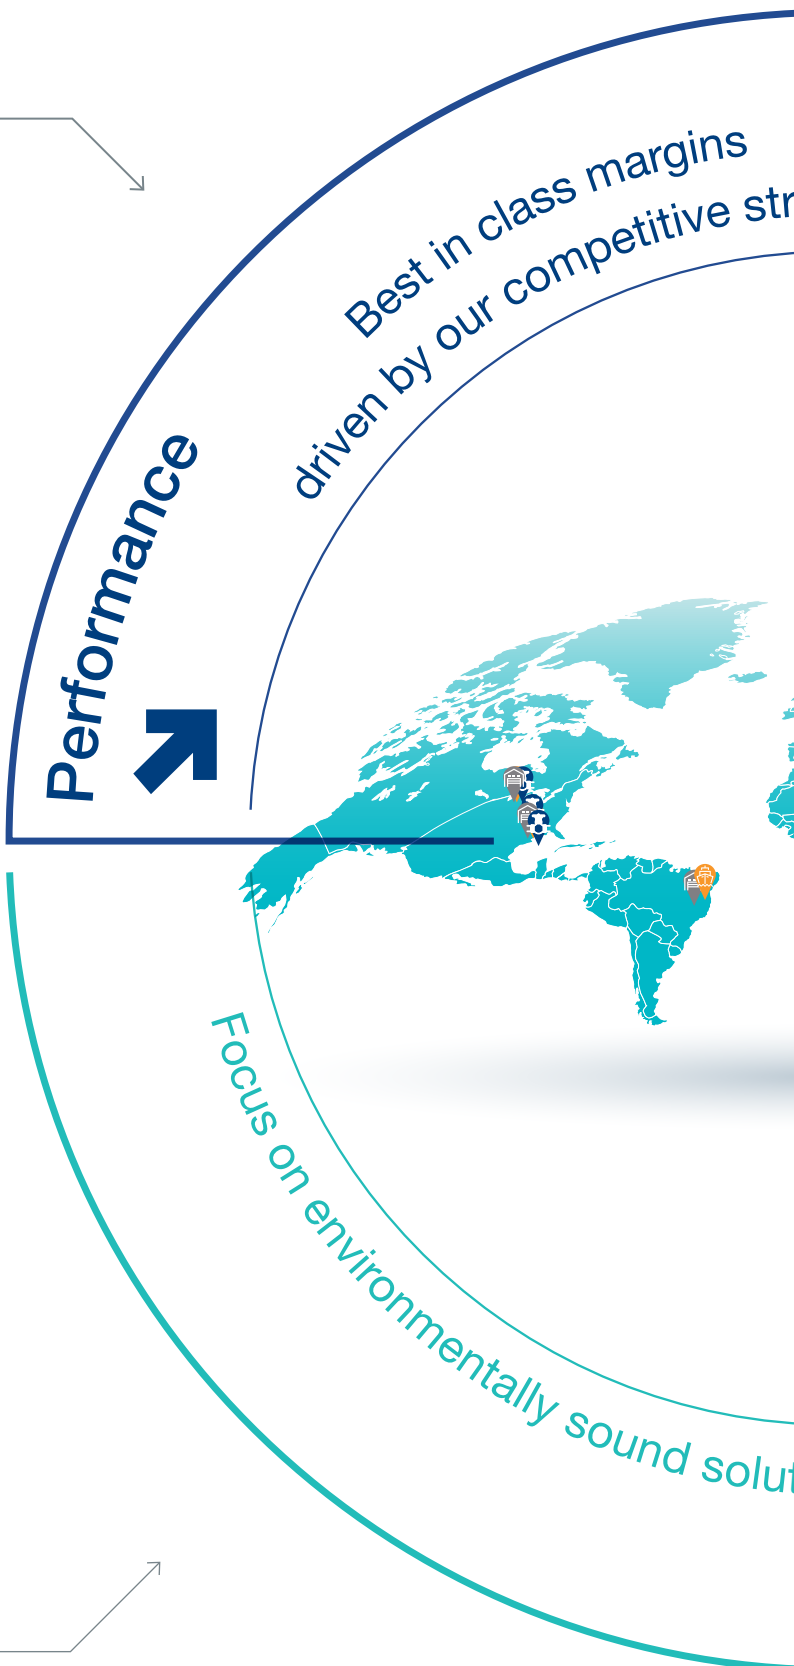 Best in class margins
driven by our competitive
Performance
Focus on environmentally sound